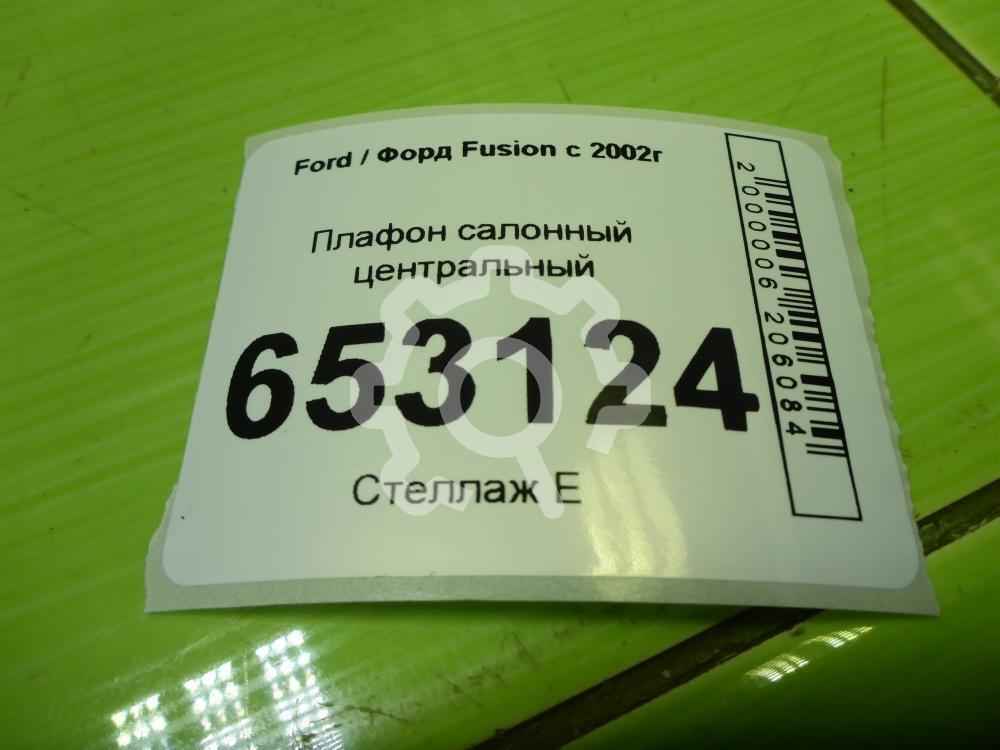 Ford / Форд Fusion с 2002г
Плафон салонный
центральный
653124
Стеллаж Е
2000006206084